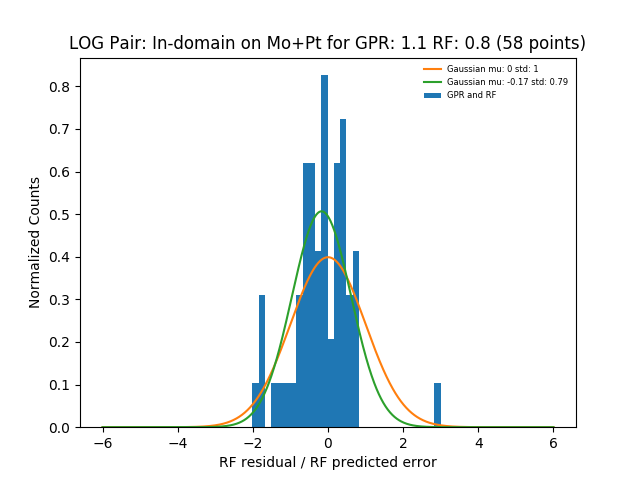 LOG Pair: In-domain on Mo+Pt for GPR: 1.1 RF: 0.8 (58 points)
Gaussian mu: 0 std: 1
Gaussian mu: -0.17 std: 0.79
GPR and RF
Normalized Counts
0.8
0.7
0.6
0.5
0.4
0.3
0.2
0.1
0.0
−6 −4 −2 0 2 4 6
RF residual / RF predicted error